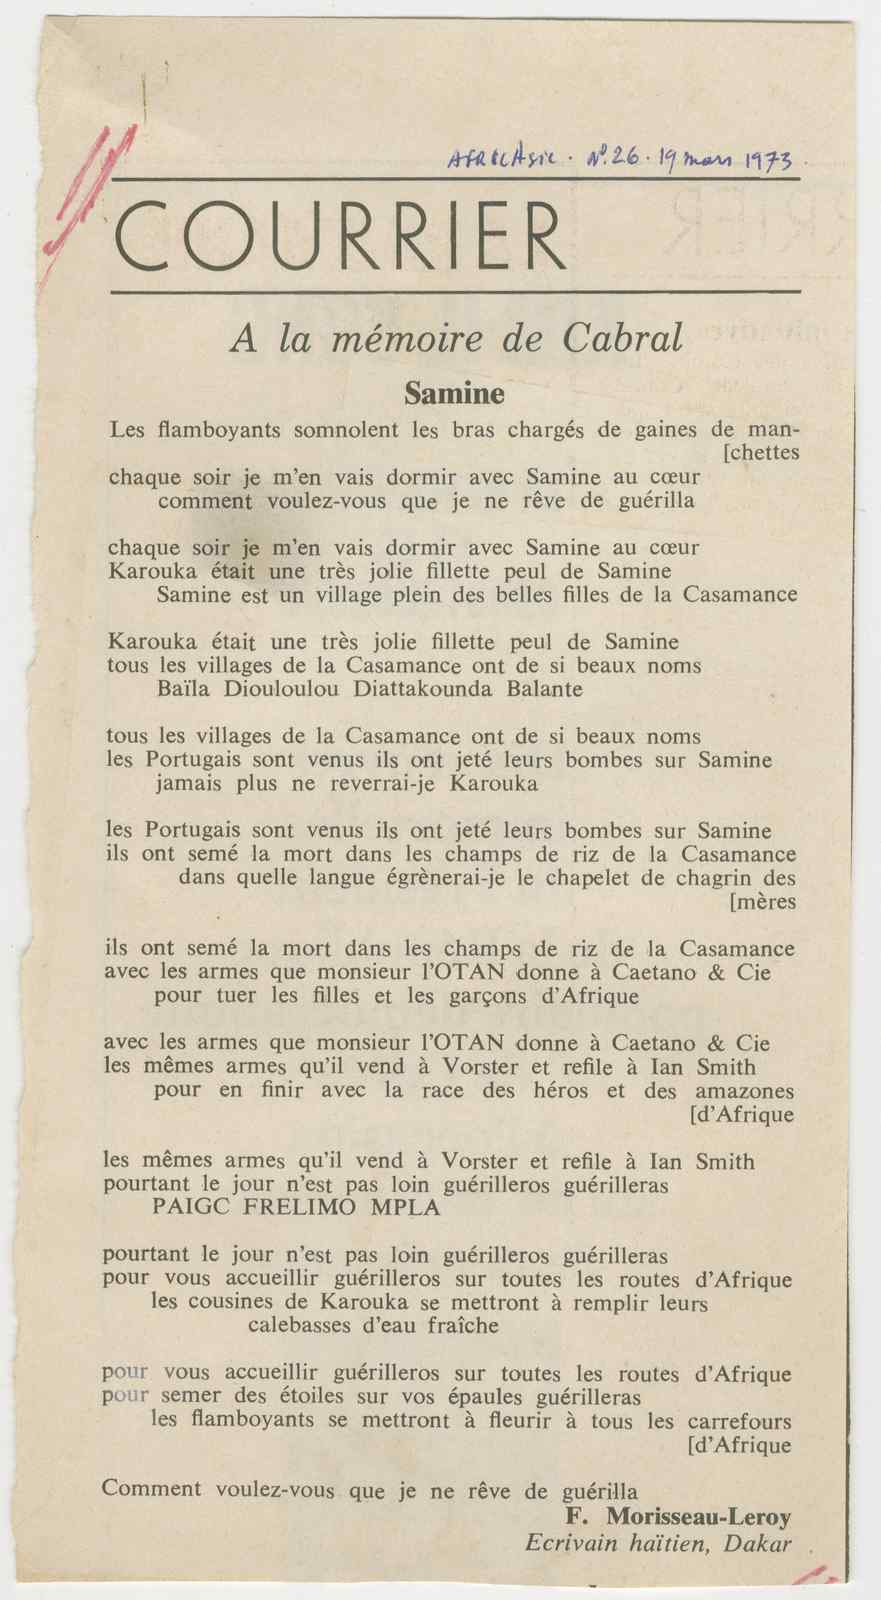 AFRICASIE . N° 26 . 19 mars 1973
COURRIER
A la mémoire de Cabral
Samine
Les flamboyants somnolent les bras chargés de gaines de man-
[chettes
chaque soir je m'en vais dormir avec Samine au cœur
comment voulez-vous que je ne rêve de guérilla
chaque soir je m'en vais dormir avec Samine au cœur
Karouka était une très jolie fillette peul de Samine
Samine est un village plein des belles filles de la Casamance
Karouka était une très jolie fillette peul de Samine
tous les villages de la Casamance ont de si beaux noms
Baïla Diouloulou Diattakounda Balante
tous les villages de la Casamance ont de si beaux noms
les Portugais sont venus ils ont jeté leurs bombes sur Samine
jamais plus ne reverrai-je Karouka
les Portugais sont venus ils ont jeté leurs bombes sur Samine
ils ont semé la mort dans les champs de riz de la Casamance
dans quelle langue égrènerai-je le chapelet de chagrin des
[mères
ils ont semé la mort dans les champs de riz de la Casamance
avec les armes que monsieur l'OTAN donne à Caetano & Cie
pour tuer les filles et les garçons d'Afrique
avec les armes que monsieur l'OTAN donne à Caetano & Cie
les mêmes armes qu'il vend à Vorster et refile à Ian Smith
pour en finir avec la race des héros et des amazones
[d'Afrique
les mêmes armes qu'il vend à Vorster et refile à Ian Smith
pourtant le jour n'est pas loin guérilleros guérilleras
PAIGC FRELIMO MPLA
pourtant le jour n'est pas loin guérilleros guérilleras
pour vous accueillir guérilleros sur toutes les routes d'Afrique
les cousines de Karouka se mettront à remplir leurs
calebasses d'eau fraîche
pour vous accueillir guérilleros sur toutes les routes d'Afrique
pour semer des étoiles sur vos épaules guérilleras
les flamboyants se mettront à fleurir à tous les carrefours
[d'Afrique
Comment voulez-vous que je ne rêve de guérilla
F. Morisseau-Leroy
Ecrivain haïtien, Dakar